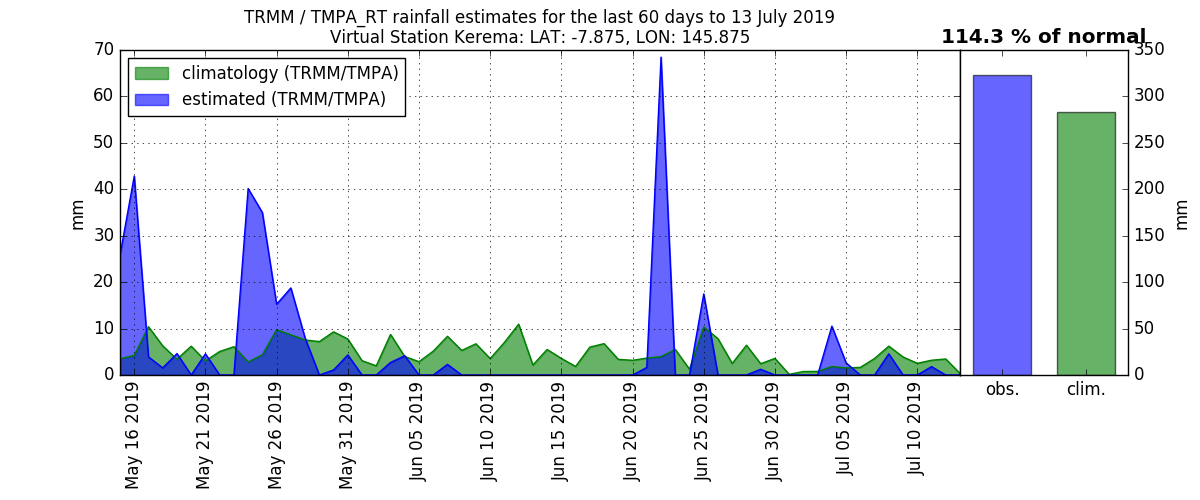 TRMM / TMPA_RT rainfall estimates for the last 60 days to 13 July 2019
Virtual Station Kerema: LAT: -7.875, LON: 145.875
114.3 % of normal
climatology (TRMM/TMPA)
estimated (TRMM/TMPA)
mm
70
60
50
40
30
20
10
0
May 16 2019
May 21 2019
May 26 2019
May 31 2019
Jun 05 2019
Jun 10 2019
Jun 15 2019
Jun 20 2019
Jun 25 2019
Jun 30 2019
Jul 05 2019
Jul 10 2019
350
300
250
200
150
100
50
0
mm
obs.
clim.